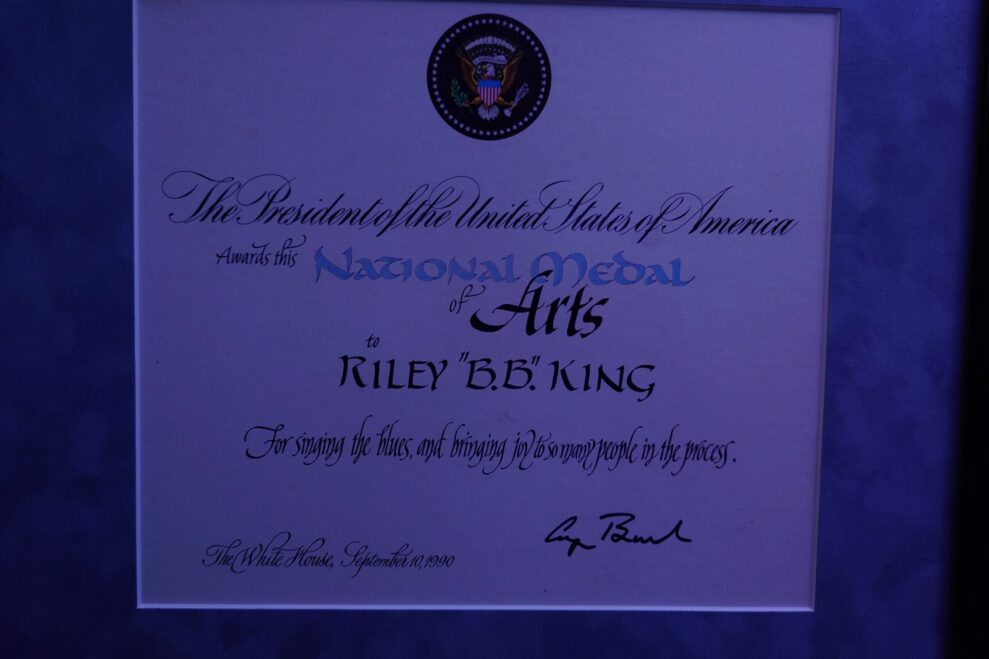 The President of the United States of America
Awards this National Medal
of Arts
to
RILEY "B.B." KING
For singing the blues, and bringing joy to so many people in the process.
The White House, September 10, 1990